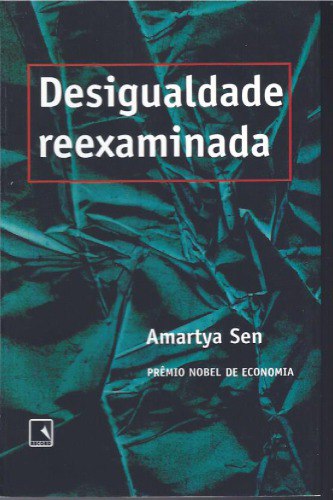 Desigualdade
reexaminada
Amartya Sen
PRÊMIO NOBEL DE ECONOMIA
RECORD